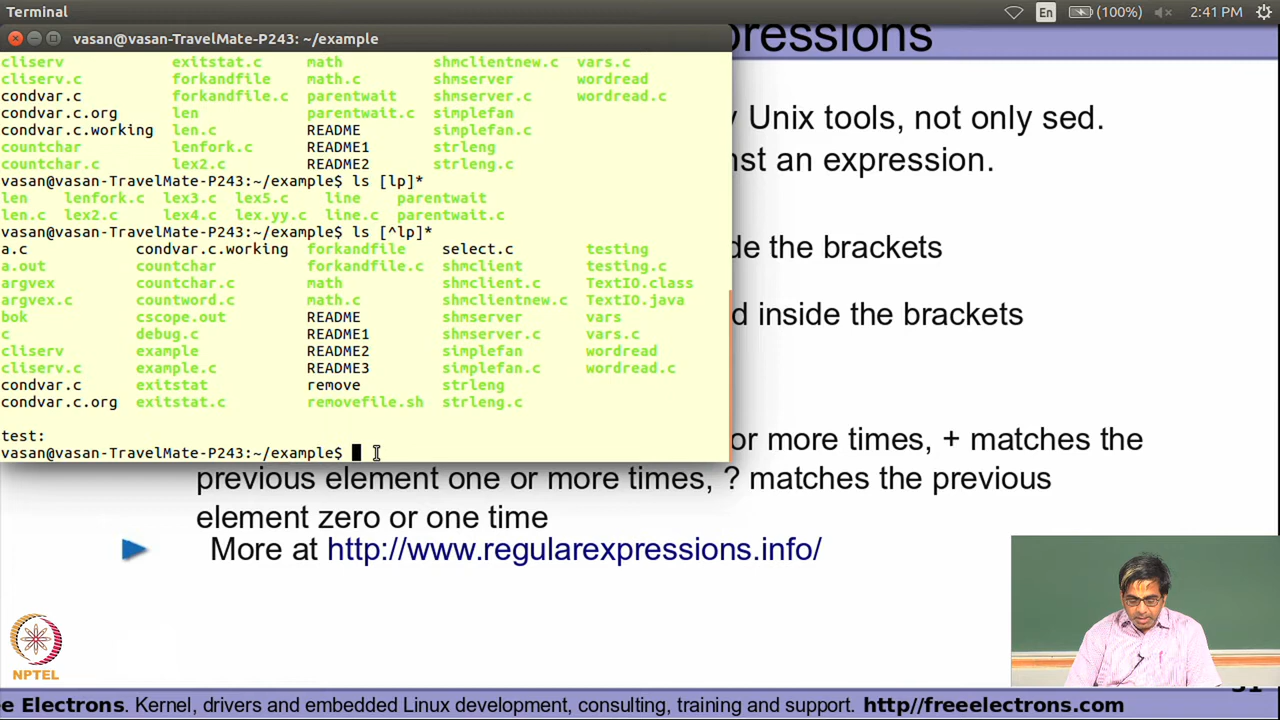 Terminal
En
(100%)
2:41 PM
vasan@vasan-TravelMate-P243: ~/example
pressions
cliserv exitstat.c math shmclientnew.c vars.c
cliserv.c forkandfile math.c shmserver wordread
condvar.c forkandfile.c parentwait shmserver.c wordread.c
condvar.c.org len parentwait.c simplefan
condvar.c.working len.c README simplefan.c
countchar lenfork.c README1 strleng
countchar.c lex2.c README2 strleng.c
vasan@vasan-TravelMate-P243:~/example$ ls [lp]*
len lenfork.c lex3.c lex5.c line parentwait
len.c lex2.c lex4.c lex.yy.c line.c parentwait.c
vasan@vasan-TravelMate-P243:~/example$ ls [^lp]*
a.c condvar.c.working forkandfile select.c testing
a.out countchar forkandfile.c shmclient testing.c
argvex countchar.c math shmclient.c TextIO.class
argvex.c countword.c math.c shmclientnew.c TextIO.java
bok cscope.out README shmserver vars
c debug.c README1 shmserver.c vars.c
cliserv example README2 simplefan wordread
cliserv.c example.c README3 simplefan.c wordread.c
condvar.c exitstat remove strleng
condvar.c.org exitstat.c removefile.sh strleng.c
test:
vasan@vasan-TravelMate-P243:~/example$
Unix tools, not only sed.
an expression.
the brackets
inside the brackets
or more times, + matches the
previous element one or more times, ? matches the previous
element zero or one time
More at http://www.regularexpressions.info/
NPTEL
e Electrons. Kernel, drivers and embedded Linux development, consulting, training and support. http//freeelectrons.com